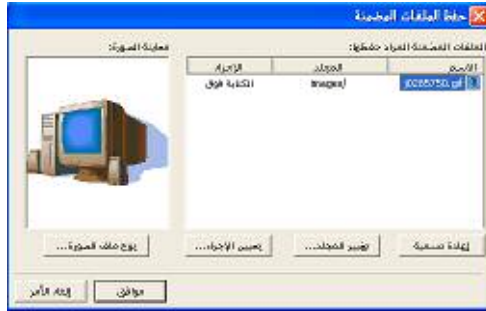 حفظ الملفات المضمنة
الملفات المضمنة المراد حفظها:
معاينة الصورة:
الاسم المجلد الإجراء
j0285750.gif images/ الكتابة فوق
إعادة تسمية
تغيير المجلد...
تعيين الإجراء...
نوع ملف الصورة...
موافق
إلغاء الأمر